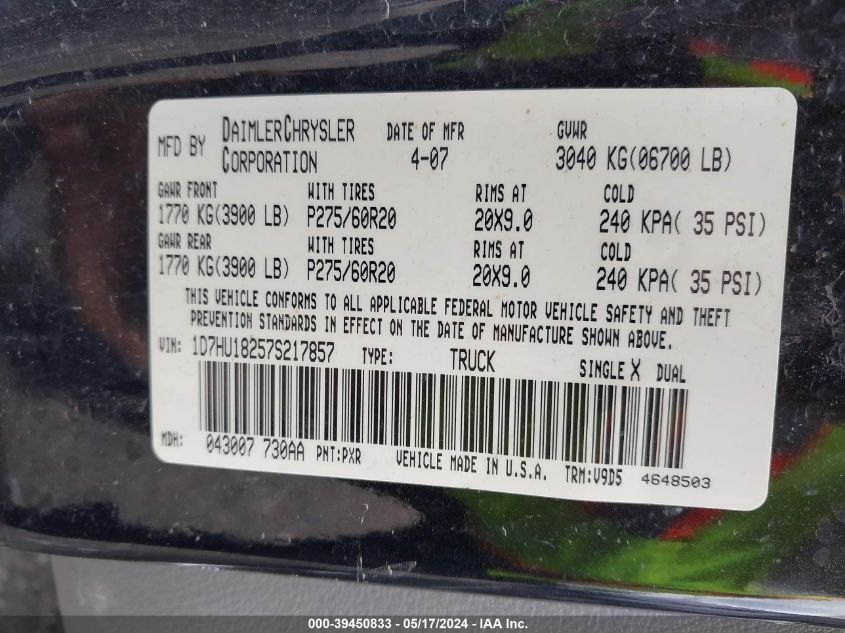 MFD BY DAIMLERCHRYSLER CORPORATION DATE OF MFR 4-07 GVWR 3040 KG(06700 LB)
GAWR FRONT WITH TIRES RIMS AT COLD
1770 KG(3900 LB) P275/60R20 20X9.0 240 KPA( 35 PSI)
GAWR REAR WITH TIRES RIMS AT COLD
1770 KG(3900 LB) P275/60R20 20X9.0 240 KPA( 35 PSI)
THIS VEHICLE CONFORMS TO ALL APPLICABLE FEDERAL MOTOR VEHICLE SAFETY AND THEFT
PREVENTION STANDARDS IN EFFECT ON THE DATE OF MANUFACTURE SHOWN ABOVE.
VIN: 1D7HU18257S217857 TYPE: TRUCK SINGLE X DUAL
MDH: 043007 730AA PNT:PXR VEHICLE MADE IN U.S.A. TRM:V9D5 4648503
000-39450833 - 05/17/2024 - IAA Inc.